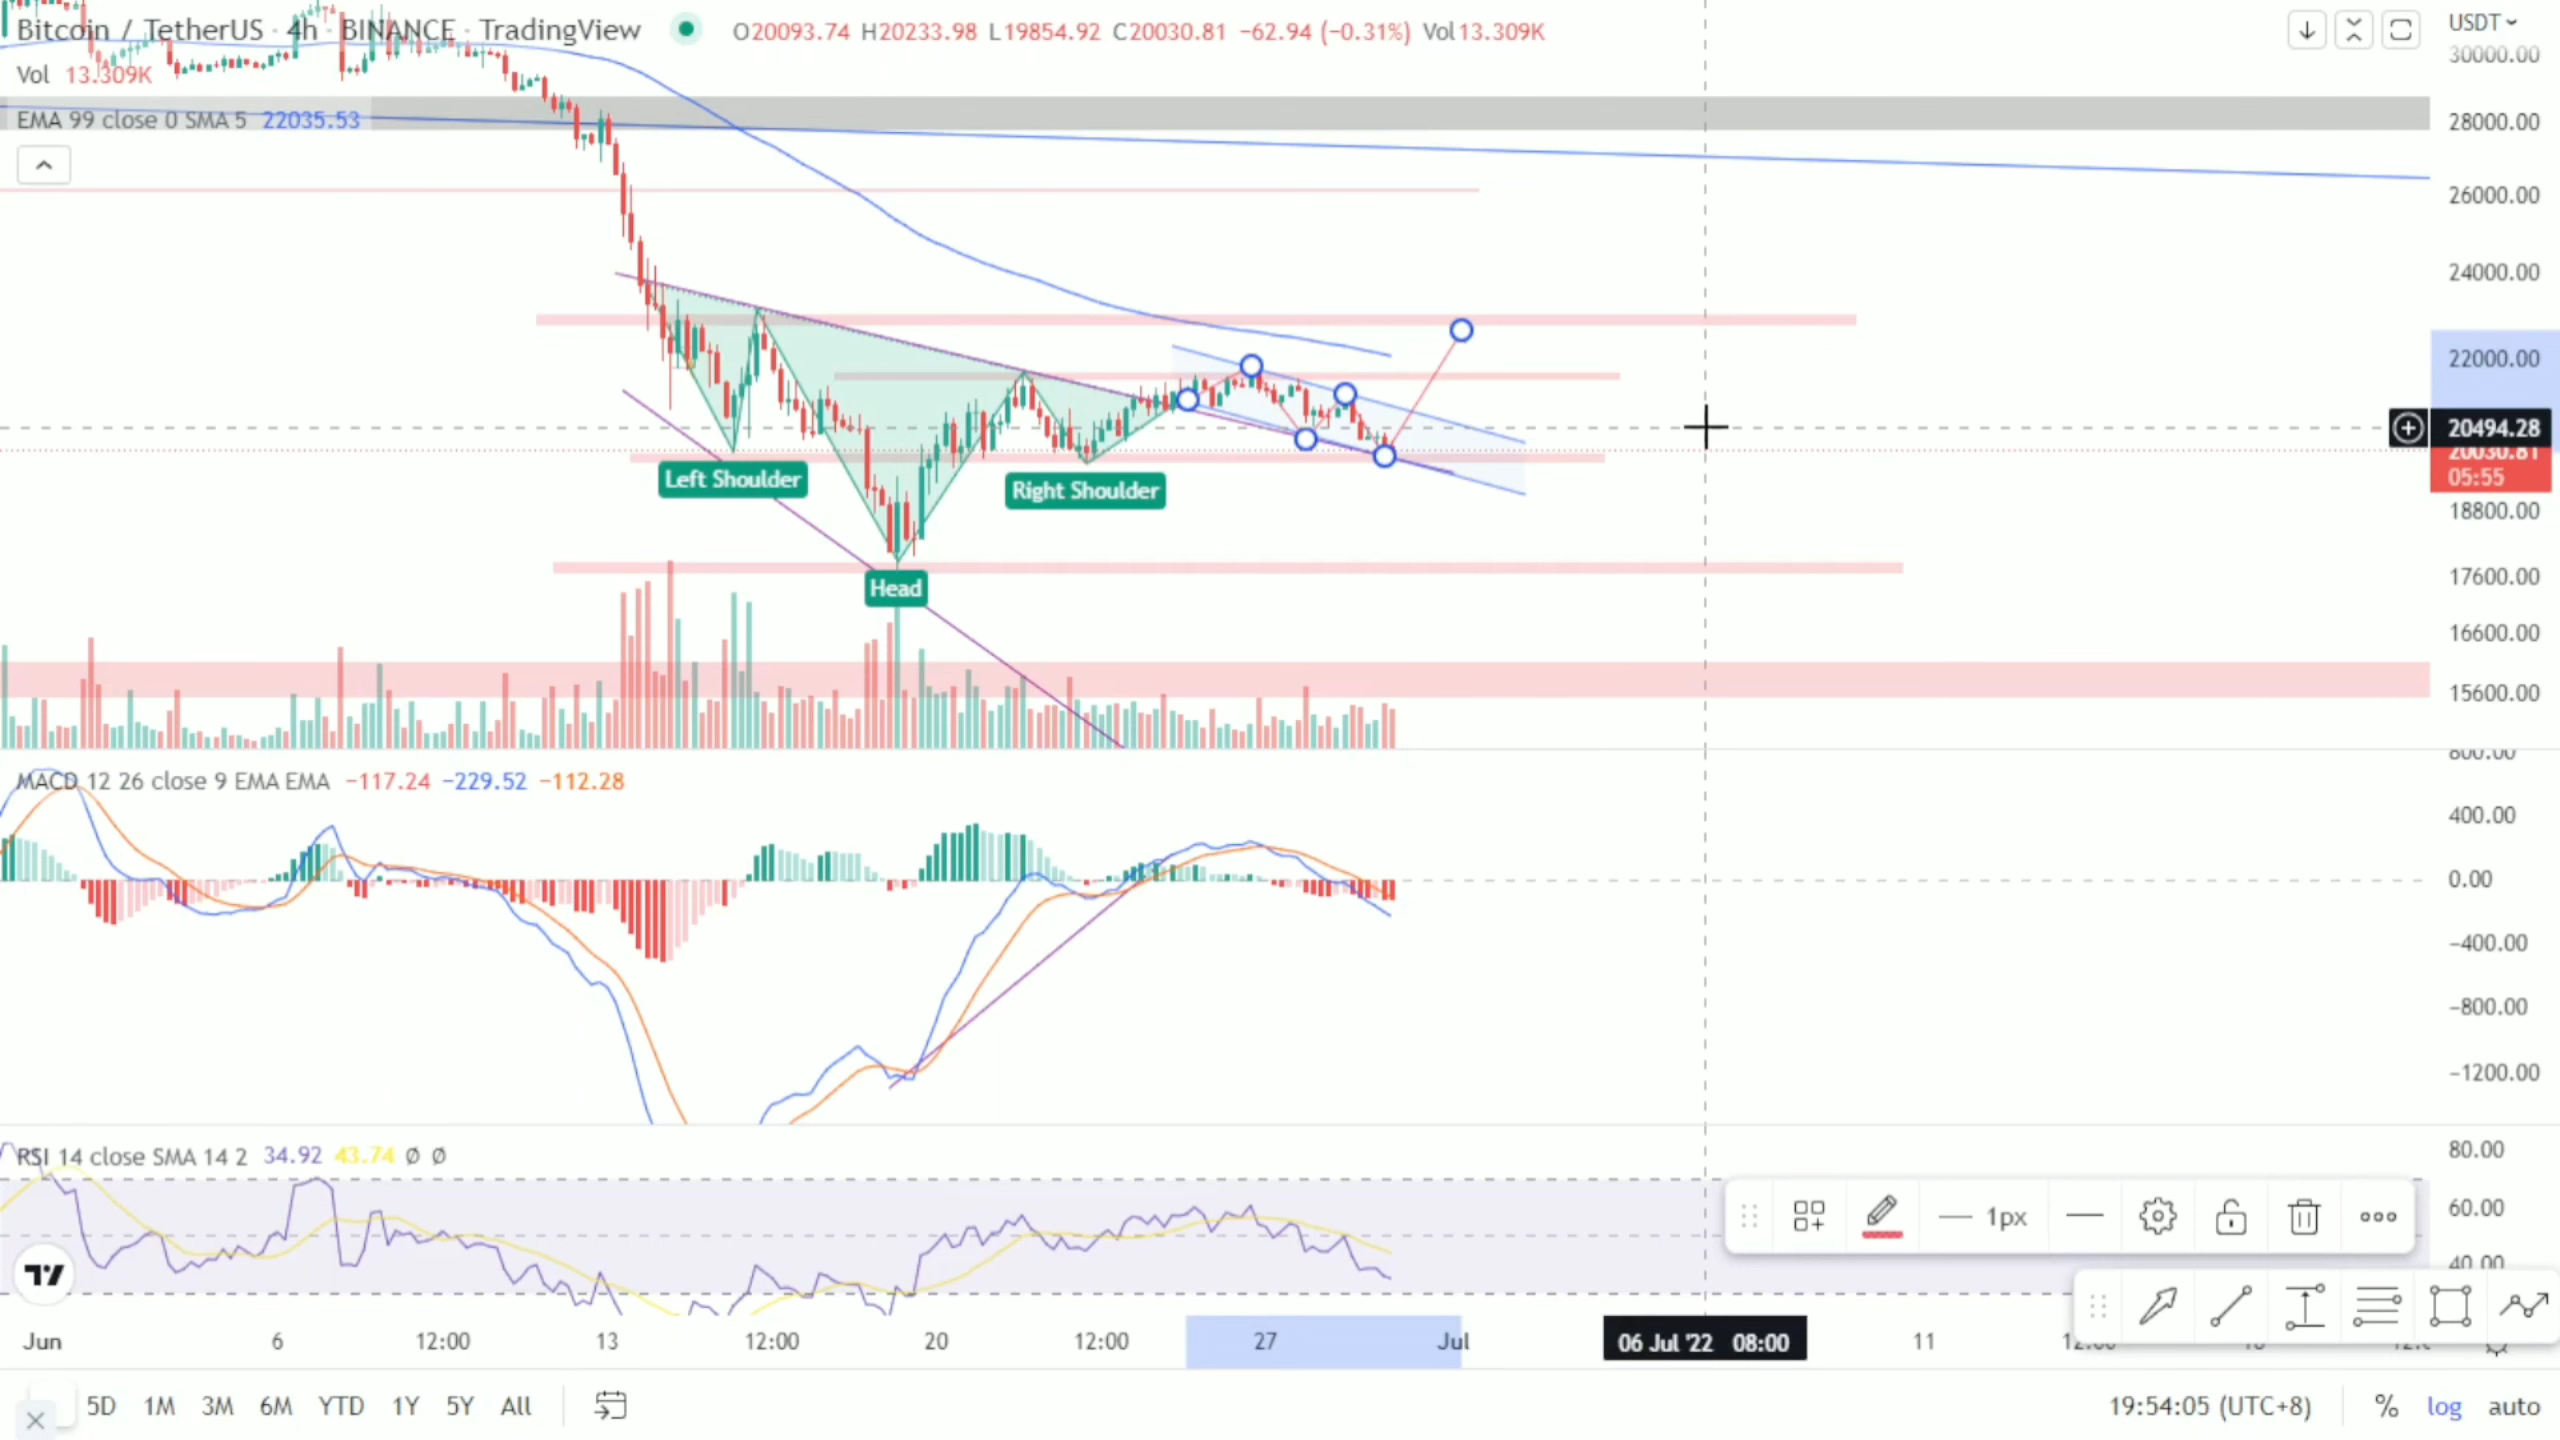 Bitcoin / TetherUS · 4h · BINANCE · TradingView O20093.74 H20233.98 L19854.92 C20030.81 −62.94 (−0.31%) Vol13.309K
USDT
30000.00
Vol 13.309K
EMA 99 close 0 SMA 5 22035.53
28000.00
26000.00
24000.00
22000.00
20494.28
20030.81
05:55
Left Shoulder
Right Shoulder
18800.00
Head
17600.00
16600.00
15600.00
800.00
MACD 12 26 close 9 EMA EMA −117.24 −229.52 −112.28
400.00
0.00
−400.00
−800.00
−1200.00
RSI 14 close SMA 14 2 34.92 43.74 Ø Ø
80.00
60.00
1px
40.00
Jun 6 12:00 13 12:00 20 12:00 27 Jul 06 Jul '22 08:00 11
5D 1M 3M 6M YTD 1Y 5Y All 19:54:05 (UTC+8) % log auto